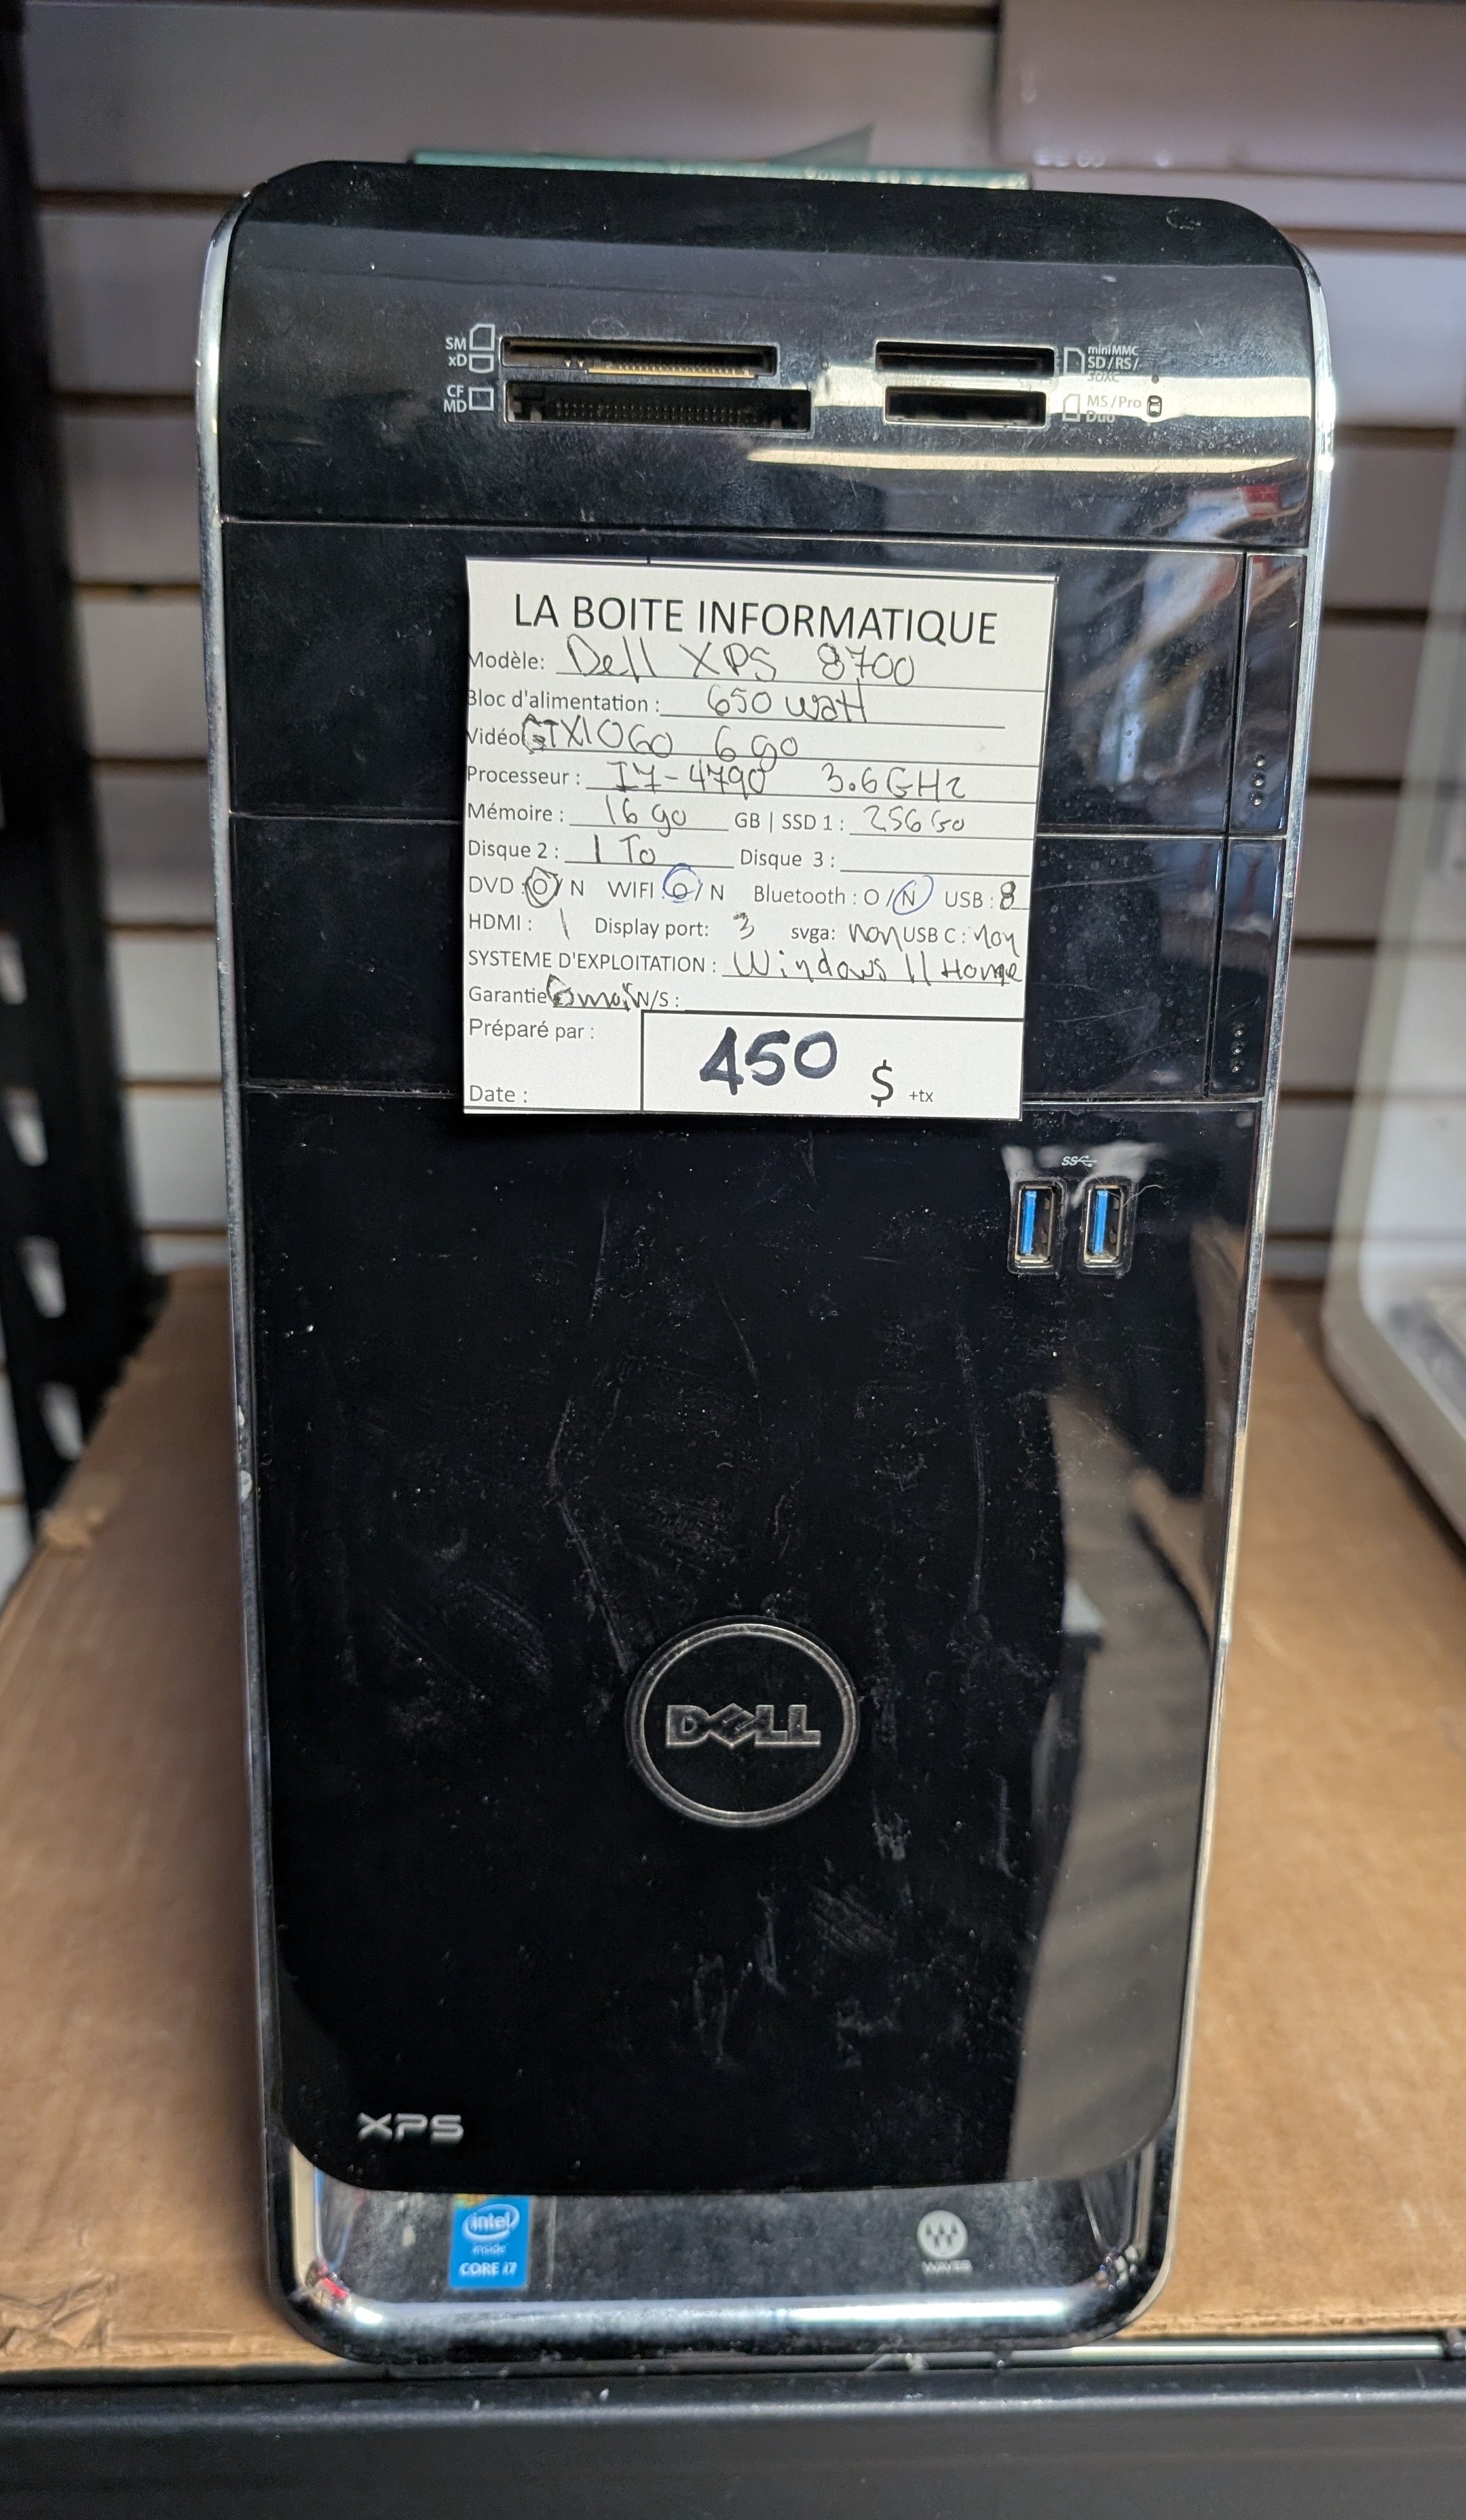 SM
xD
CF
MD
miniMMC
SD/RS/
SDXC
MS/Pro
Duo
LA BOITE INFORMATIQUE
Modèle: Dell XPS 8700
Bloc d'alimentation : 650 watt
Vidéo GTX1060 6 go
Processeur : I7-4790 3.6GHz
Mémoire : 16 go GB | SSD 1 : 256 Go
Disque 2 : 1 To Disque 3 :
DVD : O/N WIFI : O/N Bluetooth : O/N USB : 8
HDMI : 1 Display port: 3 svga: non USB C : non
SYSTEME D'EXPLOITATION : Windows 11 Home
Garantie 6 mois N/S :
Préparé par :
450 $ +tx
Date :
SS
DELL
XPS
intel
inside
CORE i7
WAVES